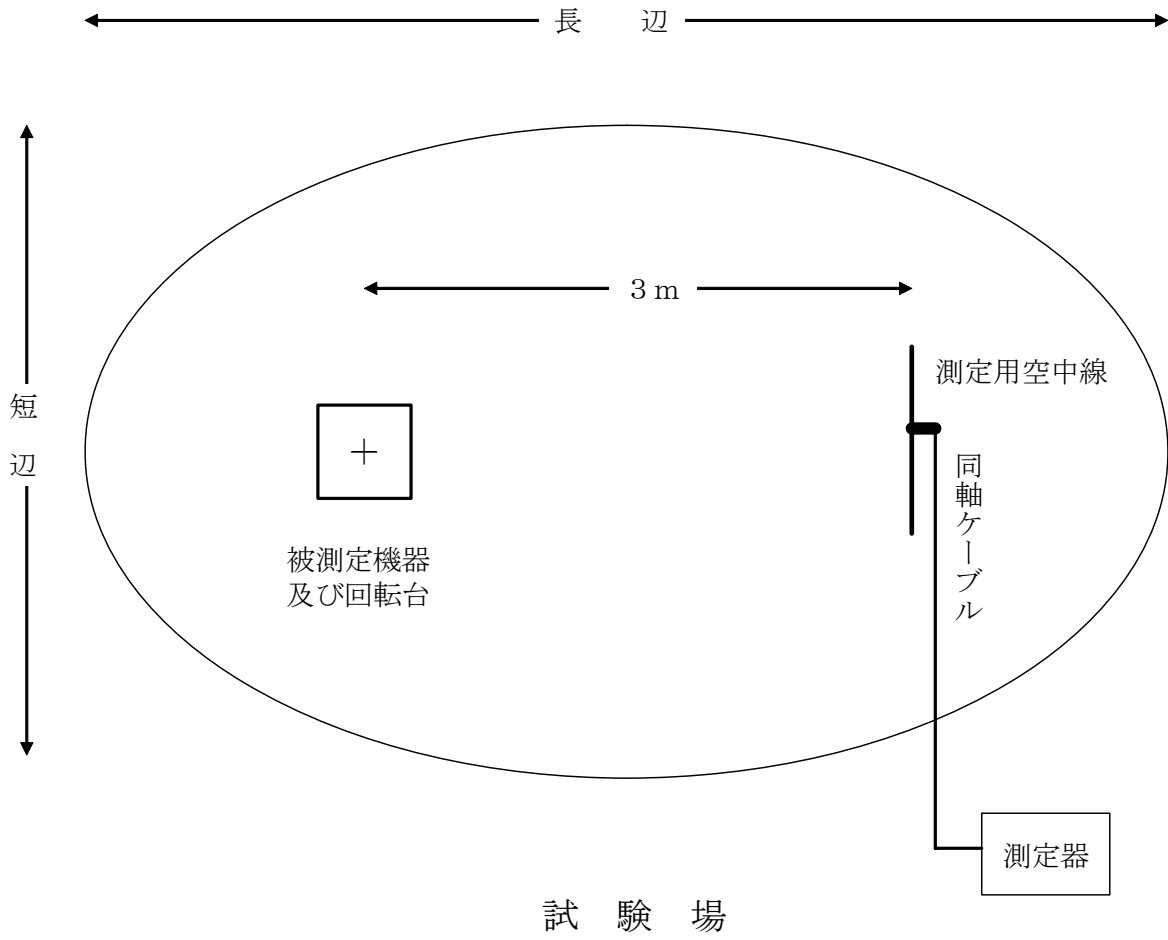 長　辺
短辺
３ｍ
測定用空中線
同軸ケーブル
被測定機器
及び回転台
測定器
試　験　場